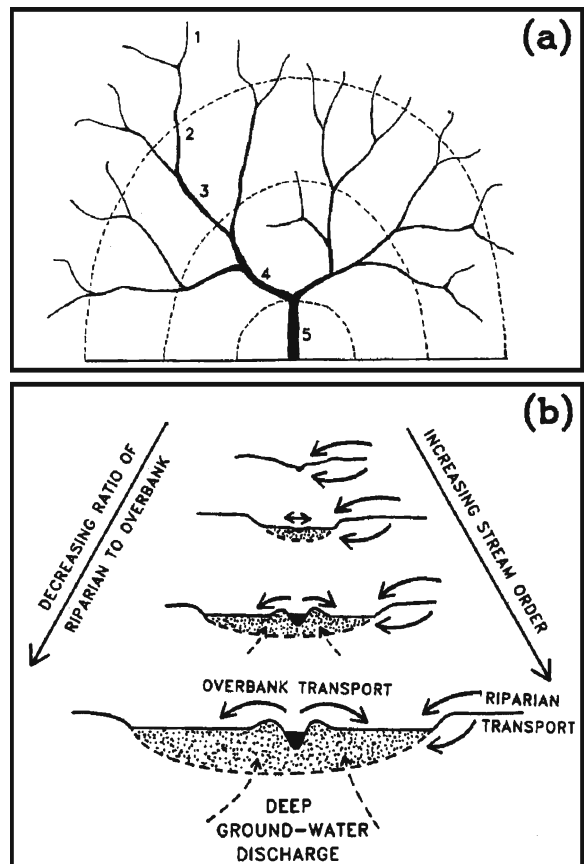 (a)
1
2
3
4
5
(b)
DECREASING RATIO OF
RIPARIAN TO OVERBANK
INCREASING STREAM ORDER
OVERBANK TRANSPORT
RIPARIAN
TRANSPORT
DEEP
GROUND-WATER
DISCHARGE